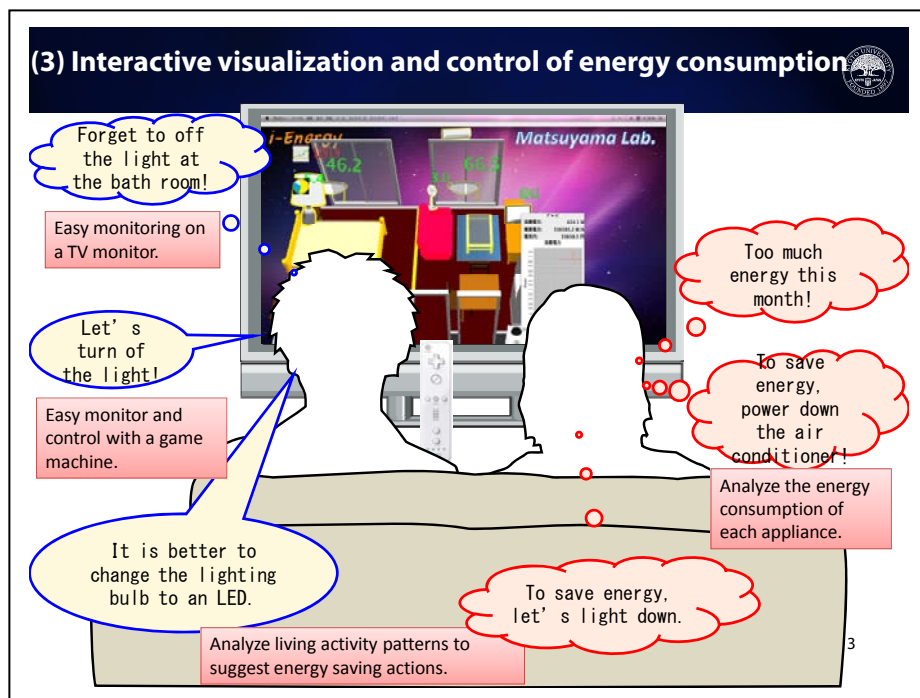 (3) Interactive visualization and control of energy consumption
i-Energy
Matsuyama Lab.
46.2
66.5
3.0
Forget to off
the light at
the bath room!
Easy monitoring on
a TV monitor.
Too much
energy this
month!
Let's
turn of
the light!
To save
energy,
power down
the air
conditioner!
Easy monitor and
control with a game
machine.
Analyze the energy
consumption of
each appliance.
It is better to
change the lighting
bulb to an LED.
To save energy,
let's light down.
Analyze living activity patterns to
suggest energy saving actions.
3